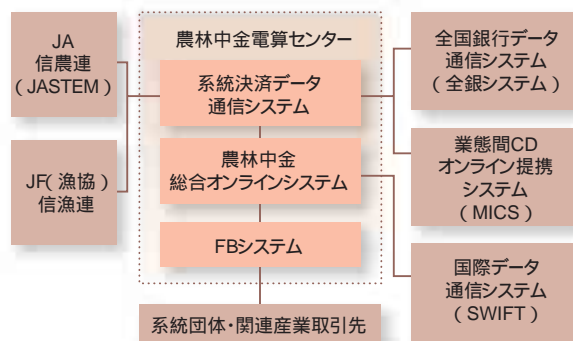 JA
信農連
（JASTEM）
JF（漁協）
信漁連
農林中金電算センター
系統決済データ
通信システム
農林中金
総合オンラインシステム
FBシステム
系統団体・関連産業取引先
全国銀行データ
通信システム
（全銀システム）
業態間CD
オンライン提携
システム
（MICS）
国際データ
通信システム
（SWIFT）